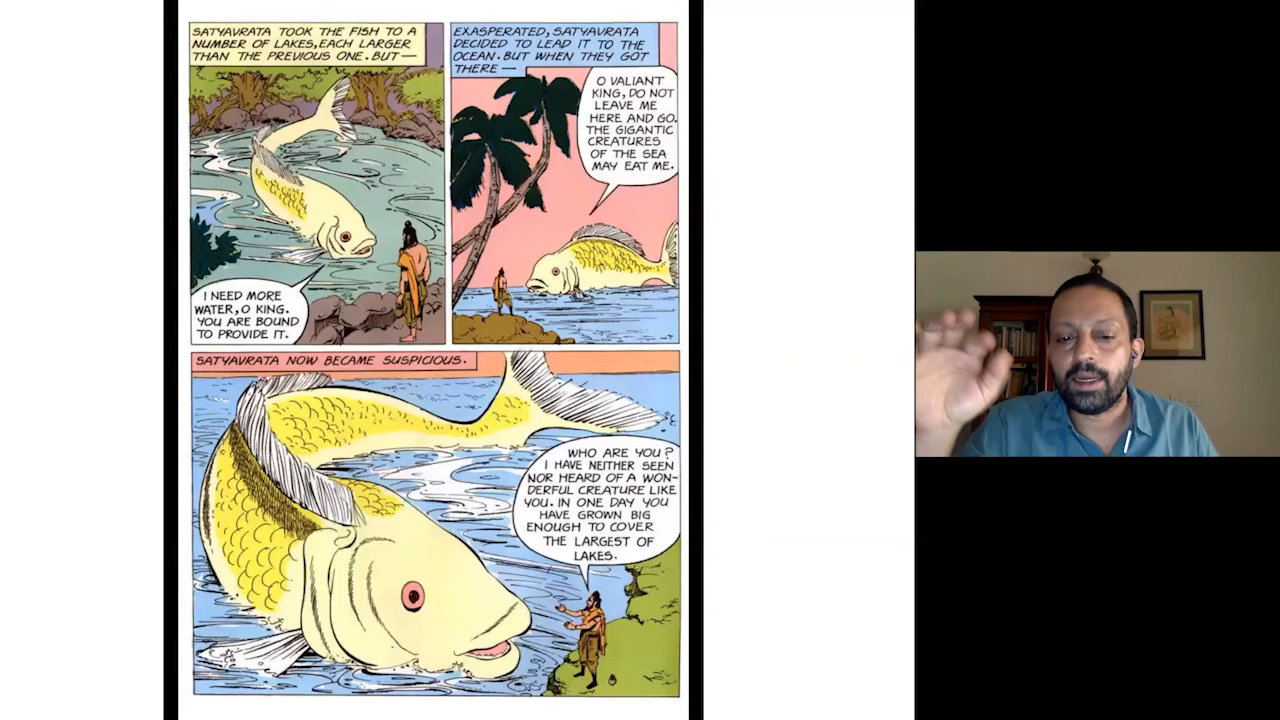 SATYAVRATA TOOK THE FISH TO A
NUMBER OF LAKES, EACH LARGER
THAN THE PREVIOUS ONE. BUT—
I NEED MORE
WATER, O KING.
YOU ARE BOUND
TO PROVIDE IT.
EXASPERATED, SATYAVRATA
DECIDED TO LEAD IT TO THE
OCEAN. BUT WHEN THEY GOT
THERE—
O VALIANT
KING, DO NOT
LEAVE ME
HERE AND GO.
THE GIGANTIC
CREATURES
OF THE SEA
MAY EAT ME.
SATYAVRATA NOW BECAME SUSPICIOUS.
WHO ARE YOU?
I HAVE NEITHER SEEN
NOR HEARD OF A WON-
DERFUL CREATURE LIKE
YOU. IN ONE DAY YOU
HAVE GROWN BIG
ENOUGH TO COVER
THE LARGEST OF
LAKES.